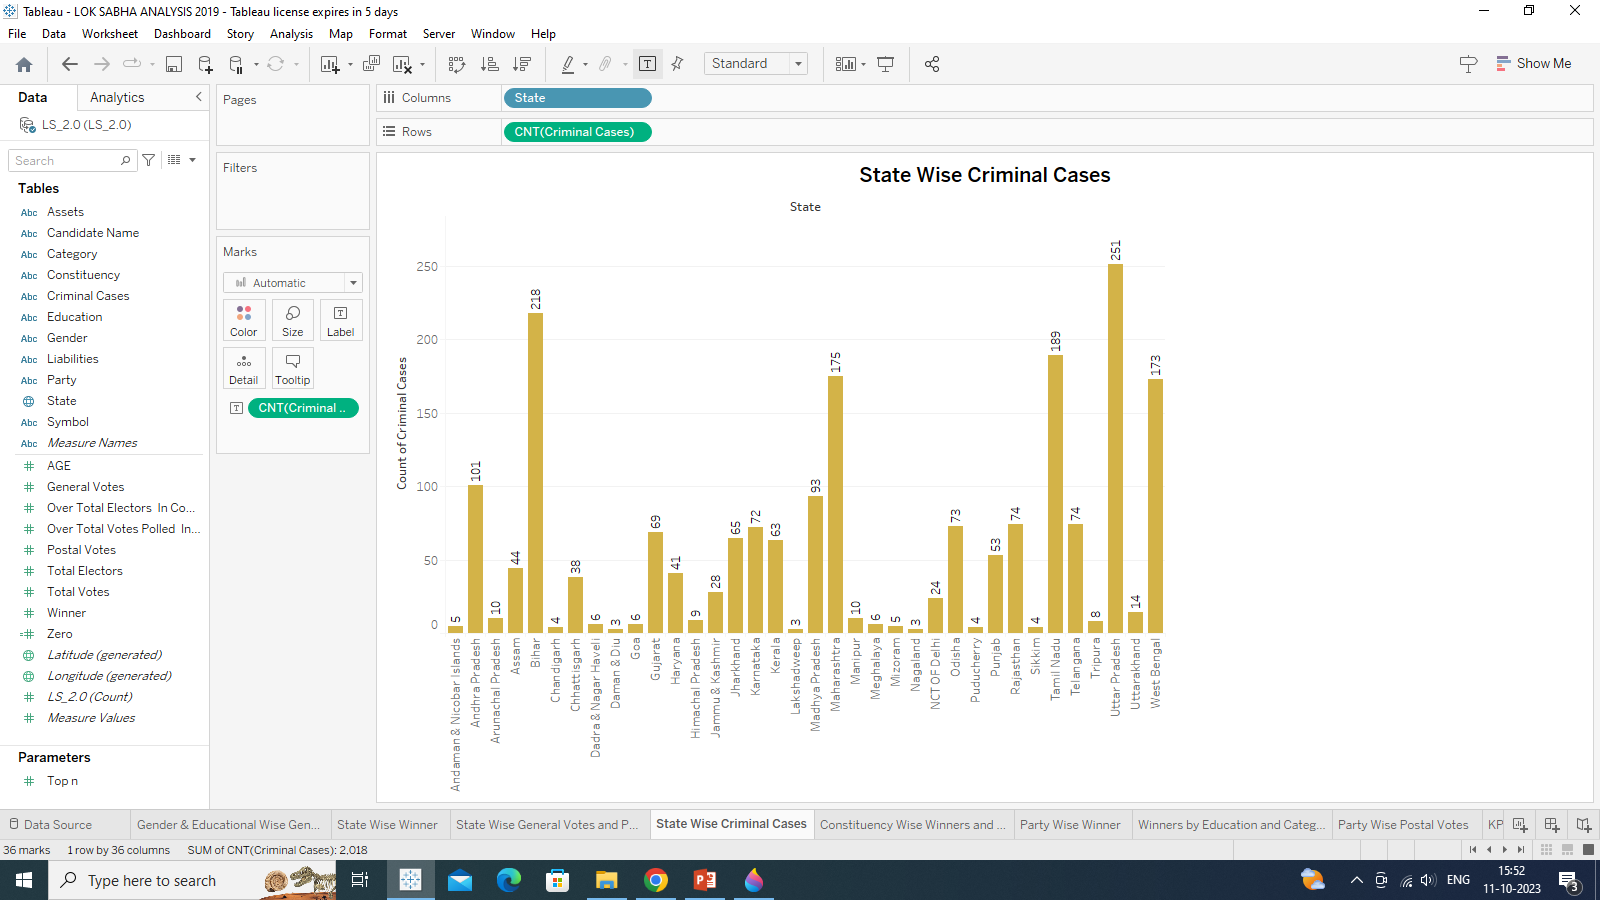 Tableau - LOK SABHA ANALYSIS 2019 - Tableau license expires in 5 days
File Data Worksheet Dashboard Story Analysis Map Format Server Window Help
Standard
Show Me
Data Analytics
LS_2.0 (LS_2.0)
Search
Tables
Abc Assets
Abc Candidate Name
Abc Category
Abc Constituency
Abc Criminal Cases
Abc Education
Abc Gender
Abc Liabilities
Abc Party
State
Abc Symbol
Abc Measure Names
# AGE
# General Votes
# Over Total Electors In Co...
# Over Total Votes Polled In...
# Postal Votes
# Total Electors
# Total Votes
# Winner
=# Zero
Latitude (generated)
Longitude (generated)
# LS_2.0 (Count)
# Measure Values
Parameters
# Top n
Pages
Filters
Marks
Automatic
Color Size Label
Detail Tooltip
CNT(Criminal ..
Columns State
Rows CNT(Criminal Cases)
State Wise Criminal Cases
State
Count of Criminal Cases
250
200
150
100
50
0
5 101 10 44 218 4 38 6 3 6 69 41 9 28 65 72 63 3 93 175 10 6 5 3 24 73 4 53 74 4 189 74 8 251 14 173
Andaman & Nicobar Islands
Andhra Pradesh
Arunachal Pradesh
Assam
Bihar
Chandigarh
Chhattisgarh
Dadra & Nagar Haveli
Daman & Diu
Goa
Gujarat
Haryana
Himachal Pradesh
Jammu & Kashmir
Jharkhand
Karnataka
Kerala
Lakshadweep
Madhya Pradesh
Maharashtra
Manipur
Meghalaya
Mizoram
Nagaland
NCT OF Delhi
Odisha
Puducherry
Punjab
Rajasthan
Sikkim
Tamil Nadu
Telangana
Tripura
Uttar Pradesh
Uttarakhand
West Bengal
Data Source Gender & Educational Wise Gen... State Wise Winner State Wise General Votes and P... State Wise Criminal Cases Constituency Wise Winners and ... Party Wise Winner Winners by Education and Categ... Party Wise Postal Votes KP
36 marks 1 row by 36 columns SUM of CNT(Criminal Cases): 2,018
Type here to search
ENG
15:52
11-10-2023
3